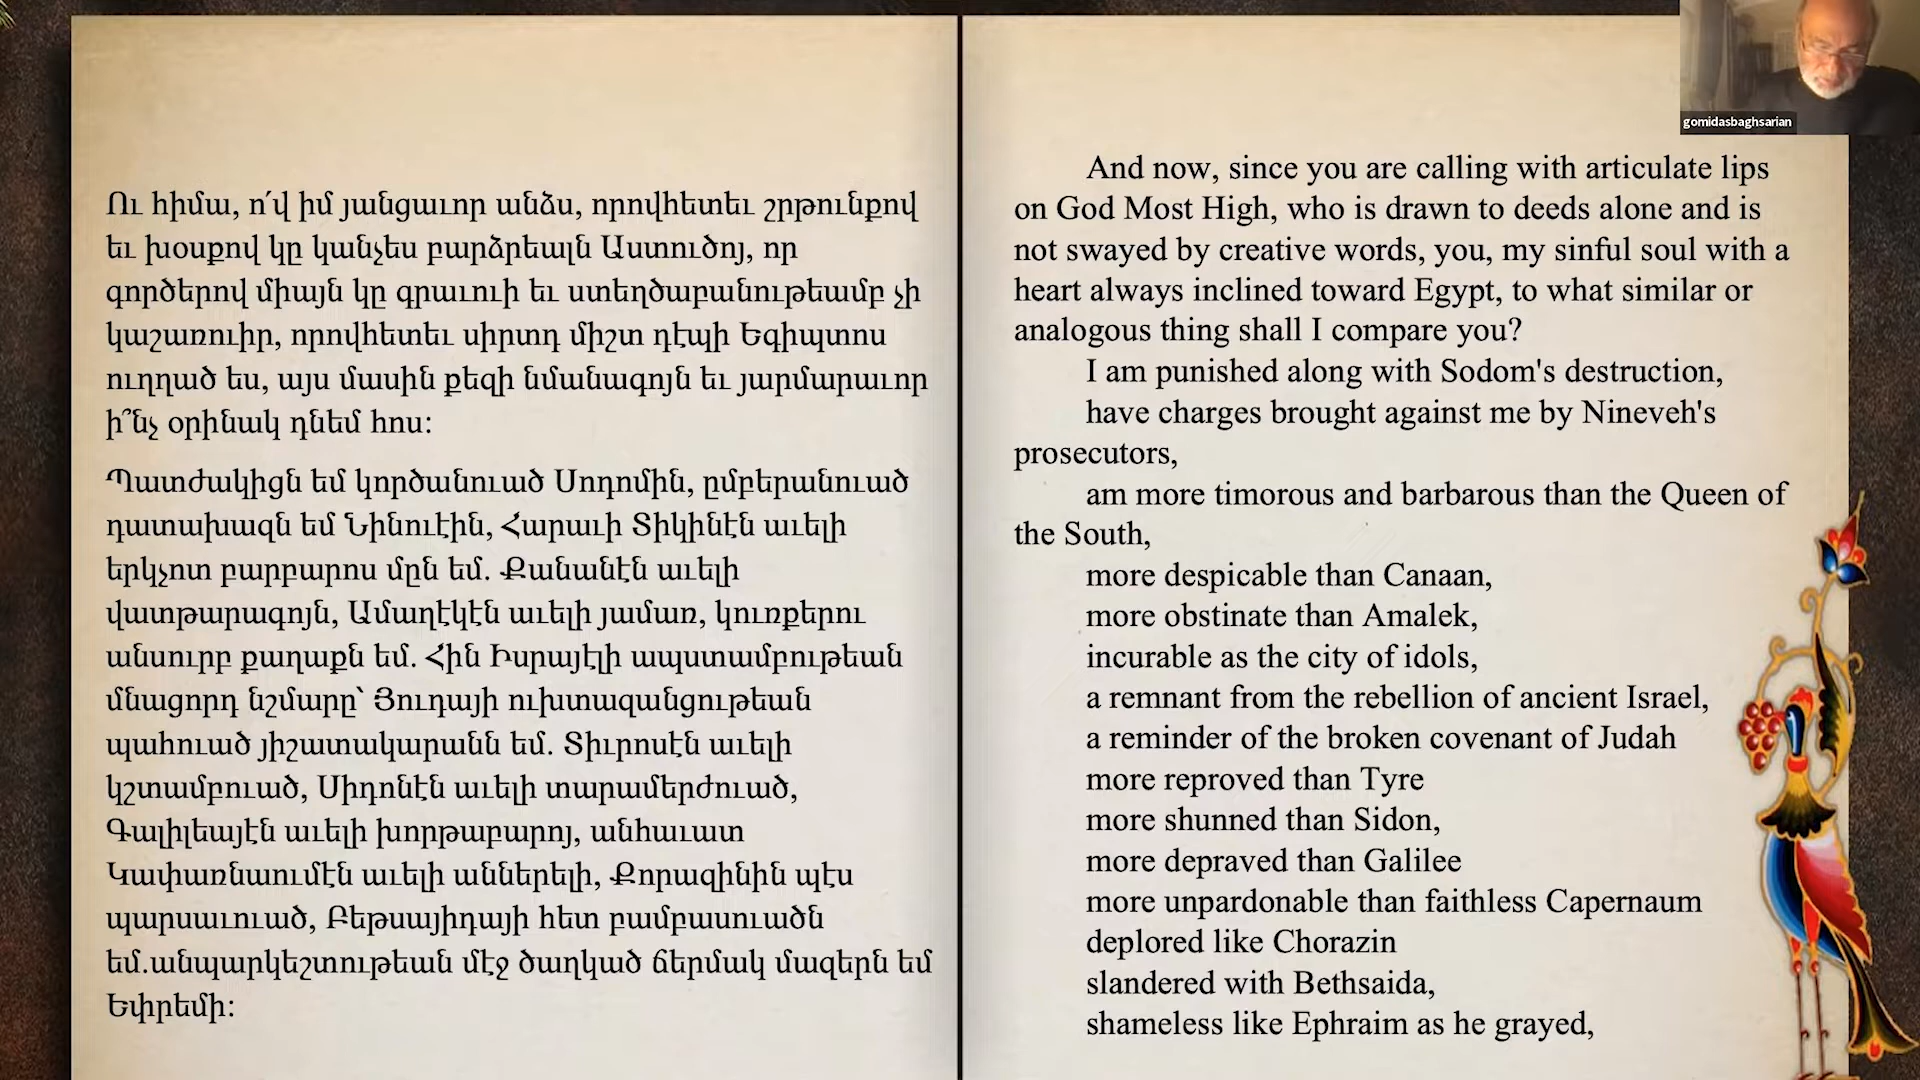 Ու հիմա, ո՛վ իմ յանցաւոր անձս, որովհետեւ շրթունքով
եւ խօսքով կը կանչես բարձրեալն Աստուծոյ, որ
գործերով միայն կը գրաւուի եւ ստեղծաբանութեամբ չի
կաշառուիր, որովհետեւ սիրտդ միշտ դէպի Եգիպտոս
ուղղած ես, այս մասին քեզի նմանագոյն եւ յարմարաւոր
ի՞նչ օրինակ դնեմ հոս:
Պատժակիցն եմ կործանուած Սոդոմին, ըմբերանուած
դատախազն եմ Նինուէին, Հարաւի Տիկինէն աւելի
երկչոտ բարբարոս մըն եմ. Քանանէն աւելի
վատթարագոյն, Ամաղէկէն աւելի յամառ, կուռքերու
անսուրբ քաղաքն եմ. Հին Իսրայէլի ապստամբութեան
մնացորդ նշմարը՝ Յուդայի ուխտազանցութեան
պահուած յիշատակարանն եմ. Տիւրոսէն աւելի
կշտամբուած, Սիդոնէն աւելի տարամերժուած,
Գալիլեայէն աւելի խորթաբարոյ, անհաւատ
Կափառնաումէն աւելի աններելի, Քորազինին պէս
պարսաւուած, Բեթսայիդայի հետ բամբասուածն
եմ.անպարկեշտութեան մէջ ծաղկած ճերմակ մազերն եմ
Եփրեմի:
gomidasbaghsarian
And now, since you are calling with articulate lips
on God Most High, who is drawn to deeds alone and is
not swayed by creative words, you, my sinful soul with a
heart always inclined toward Egypt, to what similar or
analogous thing shall I compare you?
I am punished along with Sodom's destruction,
have charges brought against me by Nineveh's
prosecutors,
am more timorous and barbarous than the Queen of
the South,
more despicable than Canaan,
more obstinate than Amalek,
incurable as the city of idols,
a remnant from the rebellion of ancient Israel,
a reminder of the broken covenant of Judah
more reproved than Tyre
more shunned than Sidon,
more depraved than Galilee
more unpardonable than faithless Capernaum
deplored like Chorazin
slandered with Bethsaida,
shameless like Ephraim as he grayed,